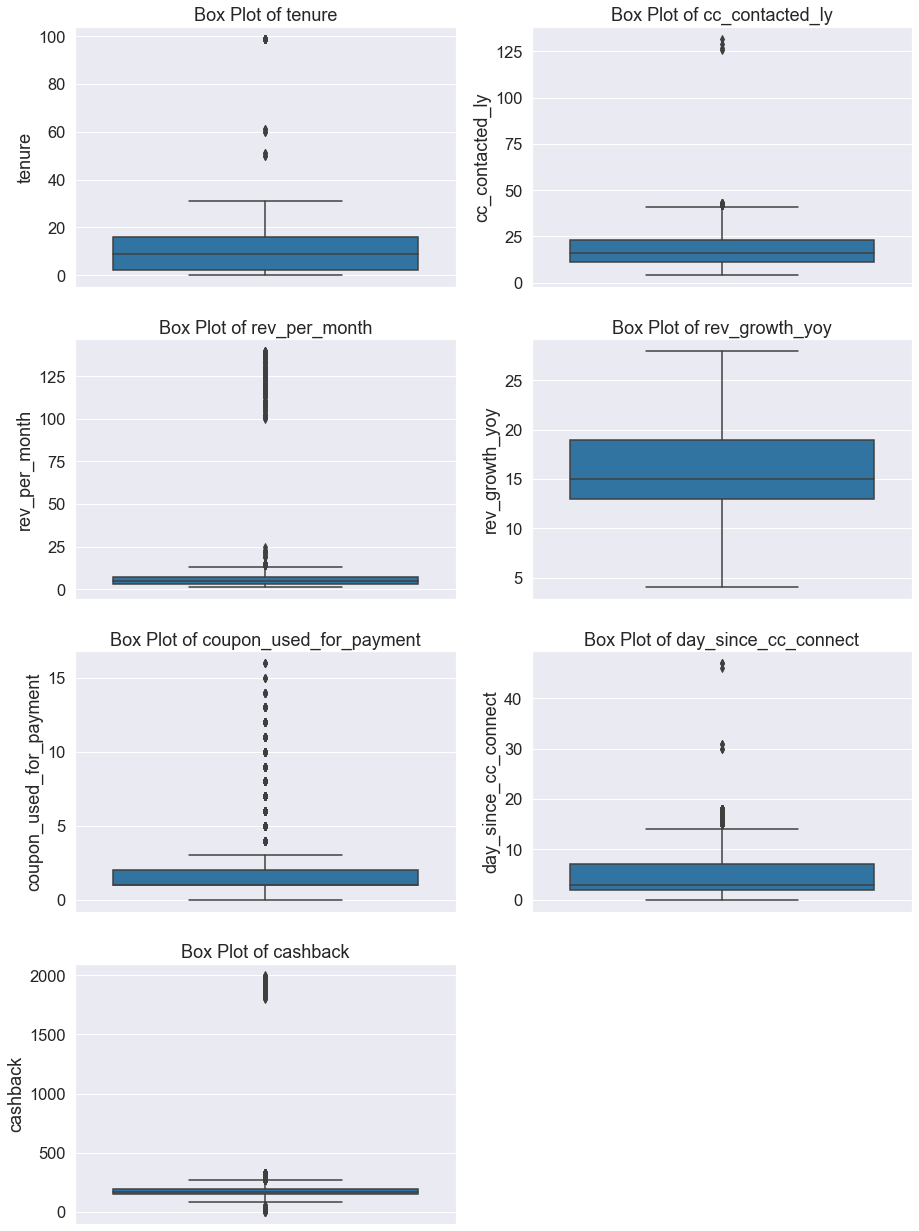 Box Plot of tenure
tenure
100
80
60
40
20
0
Box Plot of cc_contacted_ly
cc_contacted_ly
125
100
75
50
25
0
Box Plot of rev_per_month
rev_per_month
125
100
75
50
25
0
Box Plot of rev_growth_yoy
rev_growth_yoy
25
20
15
10
5
Box Plot of coupon_used_for_payment
coupon_used_for_payment
15
10
5
0
Box Plot of day_since_cc_connect
day_since_cc_connect
40
30
20
10
0
Box Plot of cashback
cashback
2000
1500
1000
500
0